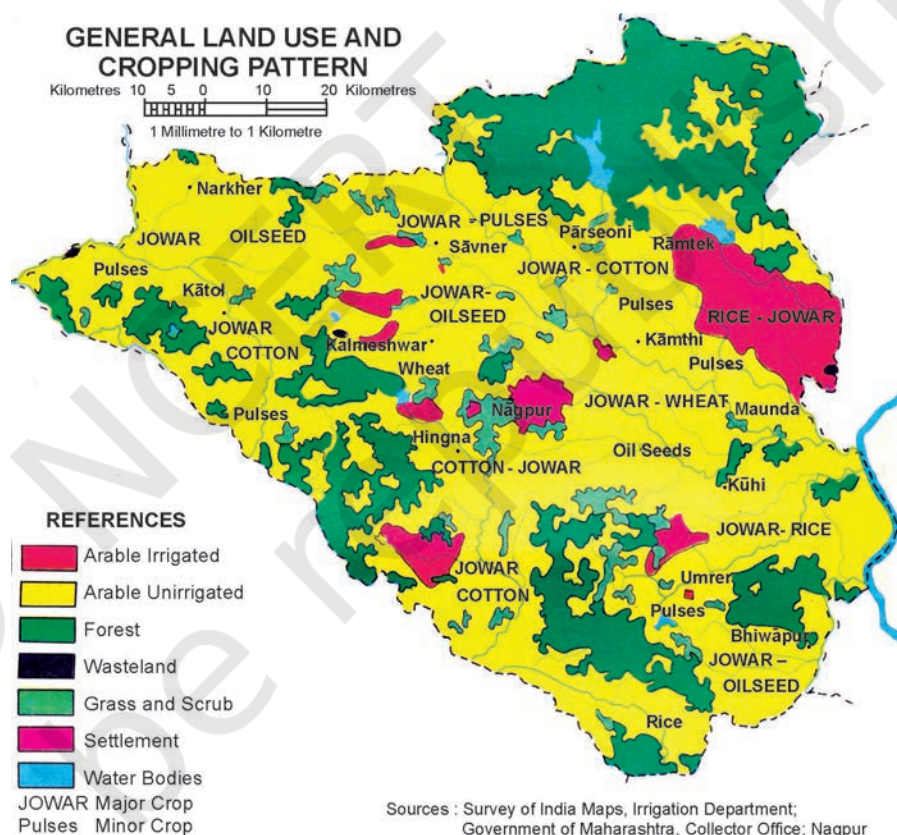 GENERAL LAND USE AND
CROPPING PATTERN
Kilometres 10 5 0 10 20 Kilometres
1 Millimetre to 1 Kilometre
Narkher
JOWAR - PULSES
JOWAR OILSEED
Sāvner
Pārseoni
Rāmtek
Pulses
JOWAR - COTTON
Kātol
JOWAR-
OILSEED
Pulses
RICE - JOWAR
JOWAR
COTTON
Kalmeshwar
Kāmthi
Wheat
Pulses
Pulses
Nāgpur
JOWAR - WHEAT
Maunda
Hingna
COTTON - JOWAR
Oil Seeds
Kūhi
JOWAR- RICE
JOWAR
COTTON
Umrer
Pulses
Bhiwāpur
JOWAR –
OILSEED
Rice
REFERENCES
Arable Irrigated
Arable Unirrigated
Forest
Wasteland
Grass and Scrub
Settlement
Water Bodies
JOWAR Major Crop
Pulses Minor Crop
Sources : Survey of India Maps, Irrigation Department;
Government of Maharashtra, Collector Office; Nagpur